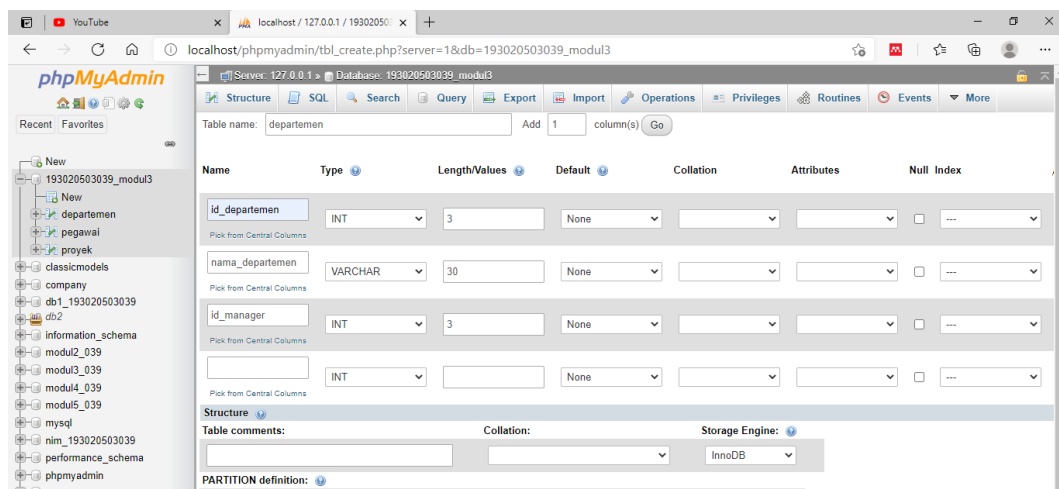 YouTube
localhost / 127.0.0.1 / 19302050
localhost/phpmyadmin/tbl_create.php?server=1&db=193020503039_modul3
phpMyAdmin
Recent Favorites
New
193020503039_modul3
New
departemen
pegawai
proyek
classicmodels
company
db1_193020503039
db2
information_schema
modul2_039
modul3_039
modul4_039
modul5_039
mysql
nim_193020503039
performance_schema
phpmyadmin
Server: 127.0.0.1 » Database: 193020503039_modul3
Structure SQL Search Query Export Import Operations Privileges Routines Events More
Table name: departemen Add 1 column(s) Go
Name Type Length/Values Default Collation Attributes Null Index
id_departemen INT 3 None ---
Pick from Central Columns
nama_departemen VARCHAR 30 None ---
Pick from Central Columns
id_manager INT 3 None ---
Pick from Central Columns
INT None ---
Pick from Central Columns
Structure
Table comments: Collation: Storage Engine:
InnoDB
PARTITION definition: